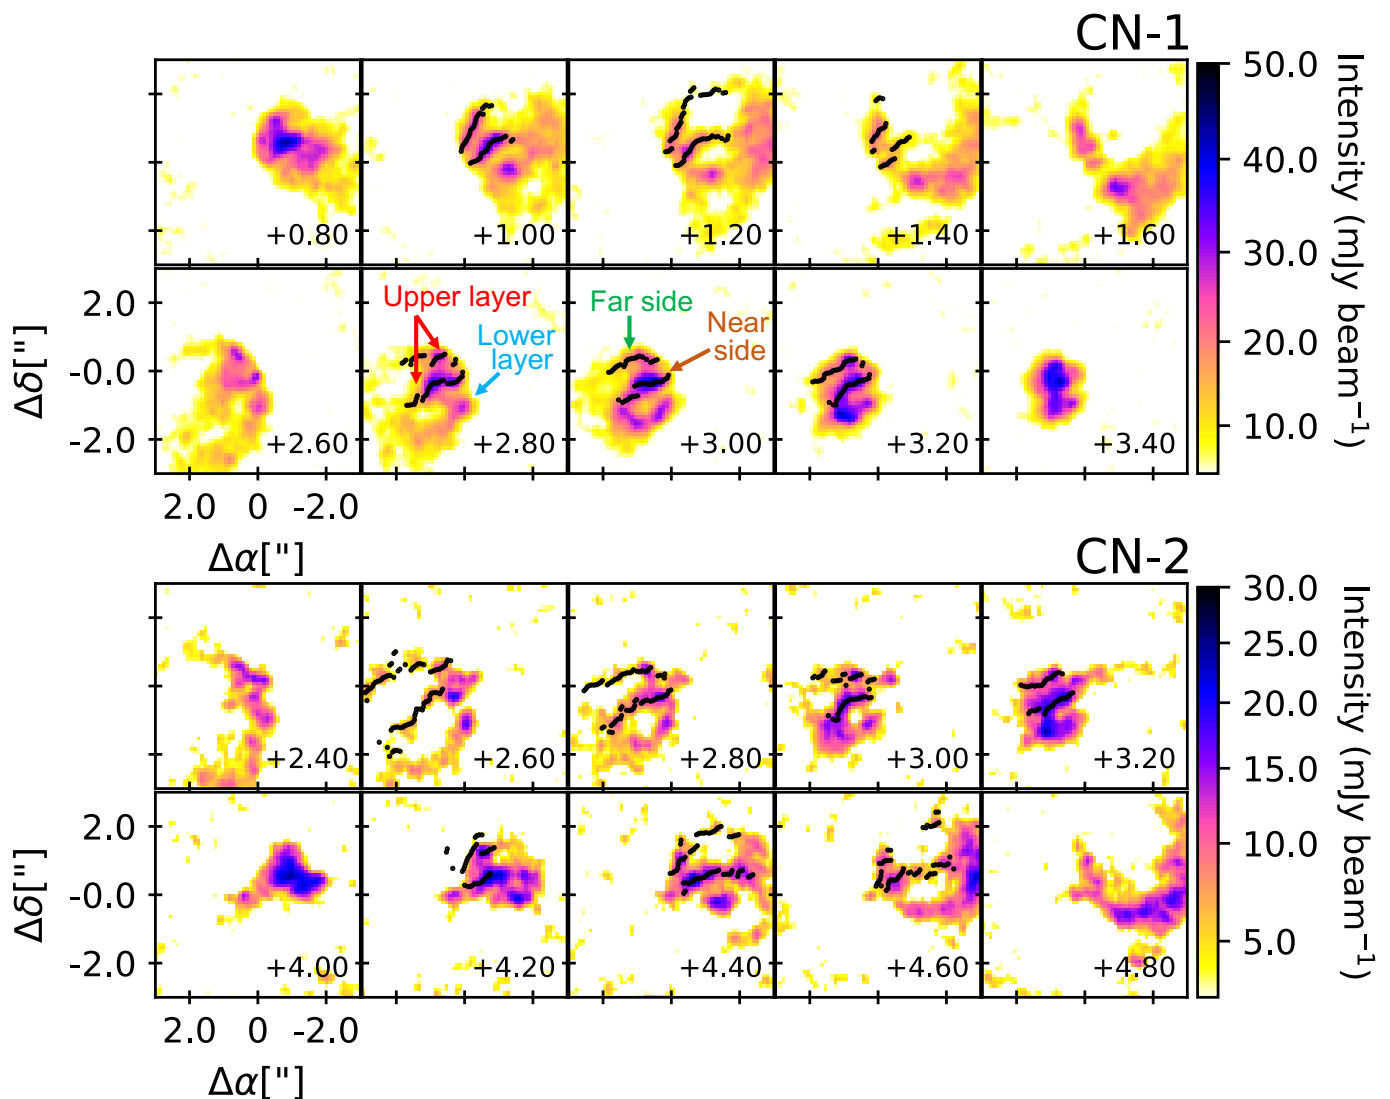 CN-1
+0.80 +1.00 +1.20 +1.40 +1.60
50.0
40.0
30.0
20.0
10.0
Intensity (mJy beam⁻¹)
2.0
-0.0
-2.0
Δδ["]
Upper layer
Lower
layer
Far side
Near
side
+2.60 +2.80 +3.00 +3.20 +3.40
2.0 0 -2.0
Δα["]
CN-2
+2.40 +2.60 +2.80 +3.00 +3.20
30.0
25.0
20.0
15.0
10.0
5.0
Intensity (mJy beam⁻¹)
2.0
-0.0
-2.0
Δδ["]
+4.00 +4.20 +4.40 +4.60 +4.80
2.0 0 -2.0
Δα["]